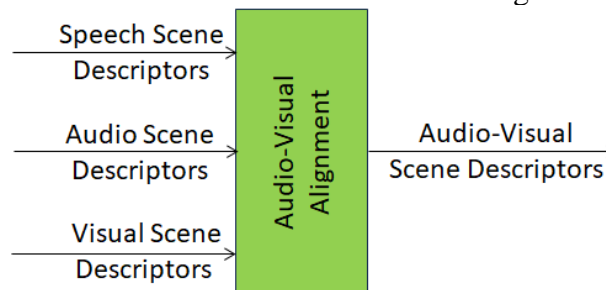 Speech Scene
Descriptors
Audio Scene
Descriptors
Visual Scene
Descriptors
Audio-Visual
Alignment
Audio-Visual
Scene Descriptors